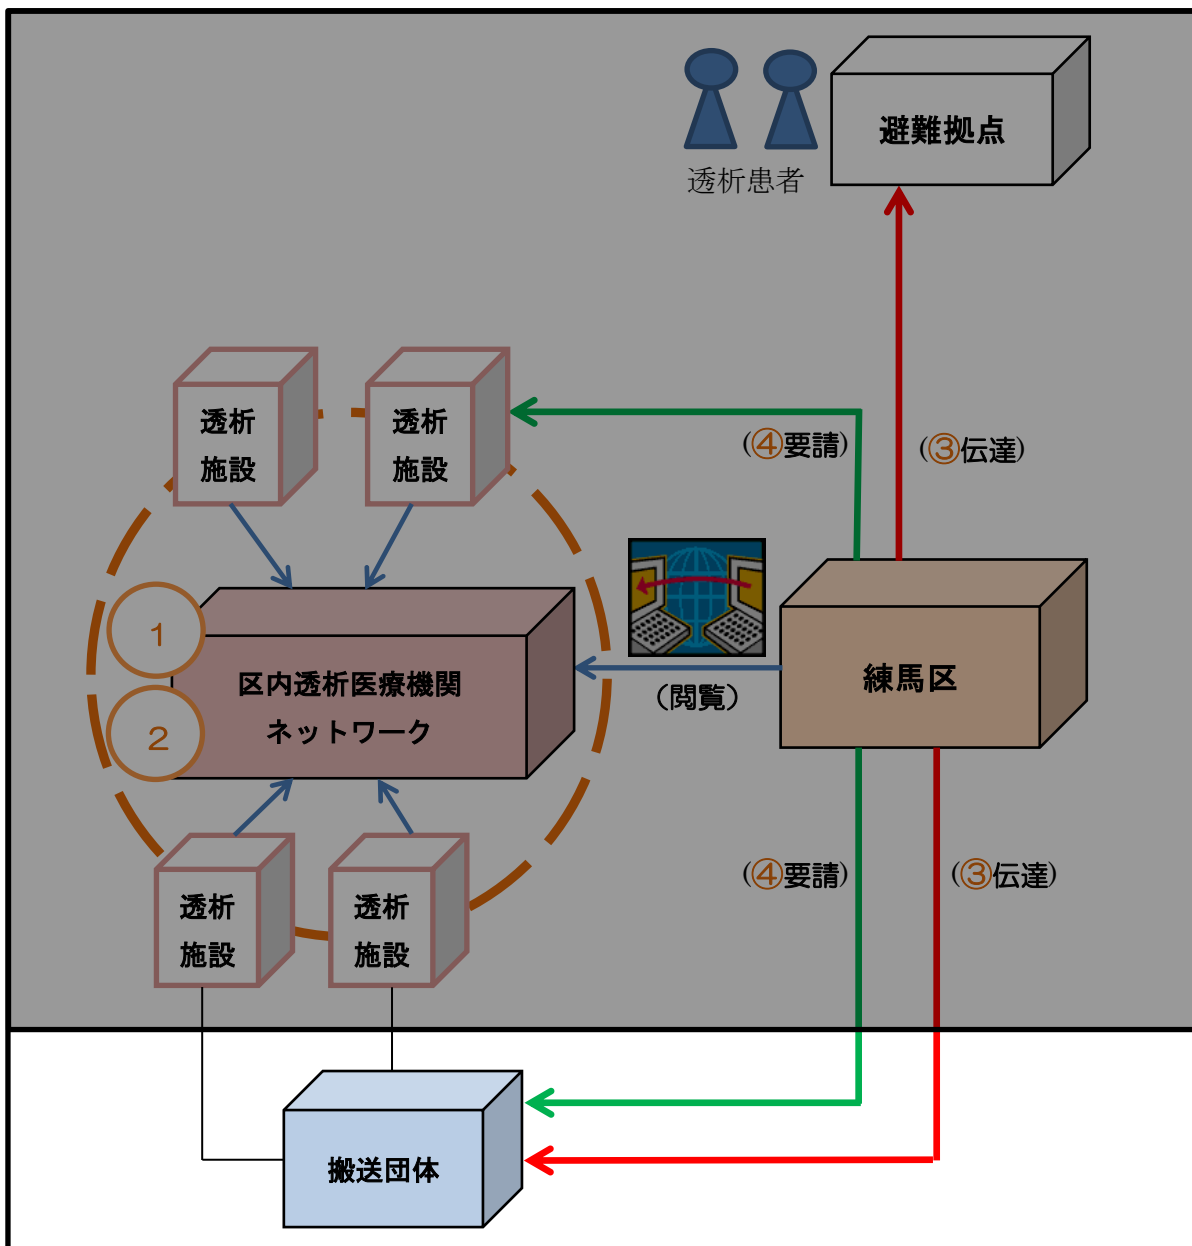 避難拠点
透析患者
透析
施設
透析
施設
(④要請)
(③伝達)
1
2
区内透析医療機関
ネットワーク
(閲覧)
練馬区
透析
施設
透析
施設
(④要請)
(③伝達)
搬送団体